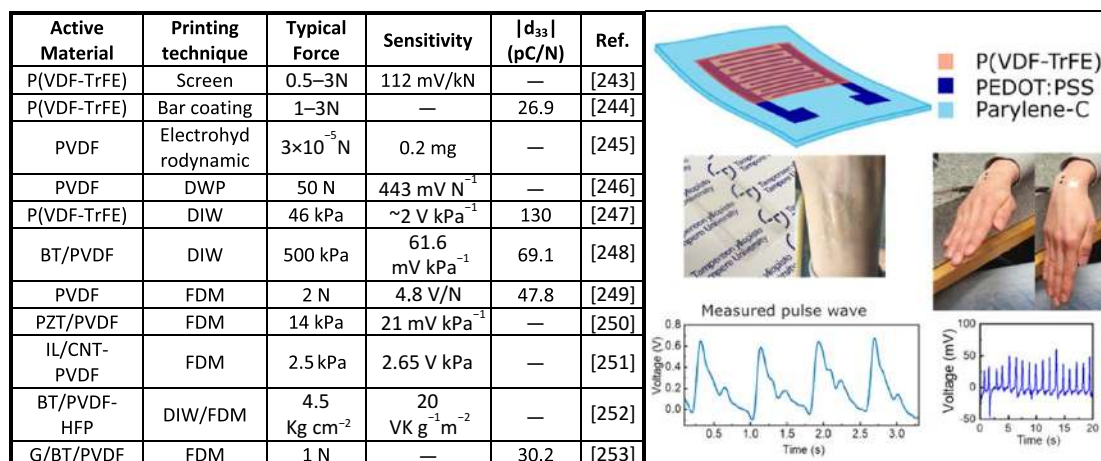 Active Material Printing technique Typical Force Sensitivity |d₃₃| (pC/N) Ref.
P(VDF-TrFE) Screen 0.5–3N 112 mV/kN — [243]
P(VDF-TrFE) Bar coating 1–3N — 26.9 [244]
PVDF Electrohyd rodynamic 3×10⁻⁵N 0.2 mg — [245]
PVDF DWP 50 N 443 mV N⁻¹ — [246]
P(VDF-TrFE) DIW 46 kPa ~2 V kPa⁻¹ 130 [247]
BT/PVDF DIW 500 kPa 61.6 mV kPa⁻¹ 69.1 [248]
PVDF FDM 2 N 4.8 V/N 47.8 [249]
PZT/PVDF FDM 14 kPa 21 mV kPa⁻¹ — [250]
IL/CNT-PVDF FDM 2.5 kPa 2.65 V kPa — [251]
BT/PVDF-HFP DIW/FDM 4.5 Kg cm⁻² 20 VK g⁻¹m⁻² — [252]
G/BT/PVDF FDM 1 N — 30.2 [253]
P(VDF-TrFE)
PEDOT:PSS
Parylene-C
Tampereen yliopisto
Tampere University
Measured pulse wave
Voltage (V)
0.8
0.6
0.4
0.2
0.0
0.5 1.0 1.5 2.0 2.5 3.0
Time (s)
Voltage (mV)
100
50
0
-50
0 5 10 15 20
Time (s)